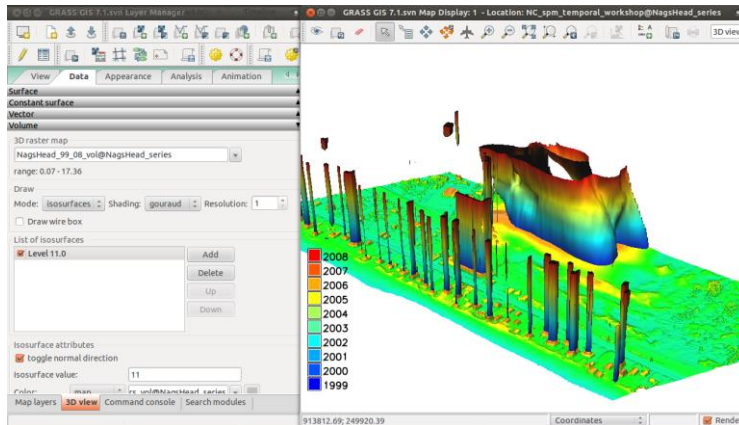 GRASS GIS 7.1.svn Layer Manager
GRASS GIS 7.1.svn Map Display: 1 - Location: NC_spm_temporal_workshop@NagsHead_series
3D view
View Data Appearance Analysis Animation
Surface
Constant surface
Vector
Volume
3D raster map
NagsHead_99_08_vol@NagsHead_series
range: 0.07 - 17.36
Draw
Mode: isosurfaces Shading: gouraud Resolution: 1
Draw wire box
List of isosurfaces
Level 11.0
Add
Delete
Up
Down
Isosurface attributes
toggle normal direction
Isosurface value: 11
Color: map rs_vol@NagsHead_series
Map layers 3D view Command console Search modules
2008
2007
2006
2005
2004
2003
2002
2001
2000
1999
913812.69; 249920.39
Coordinates
Rende